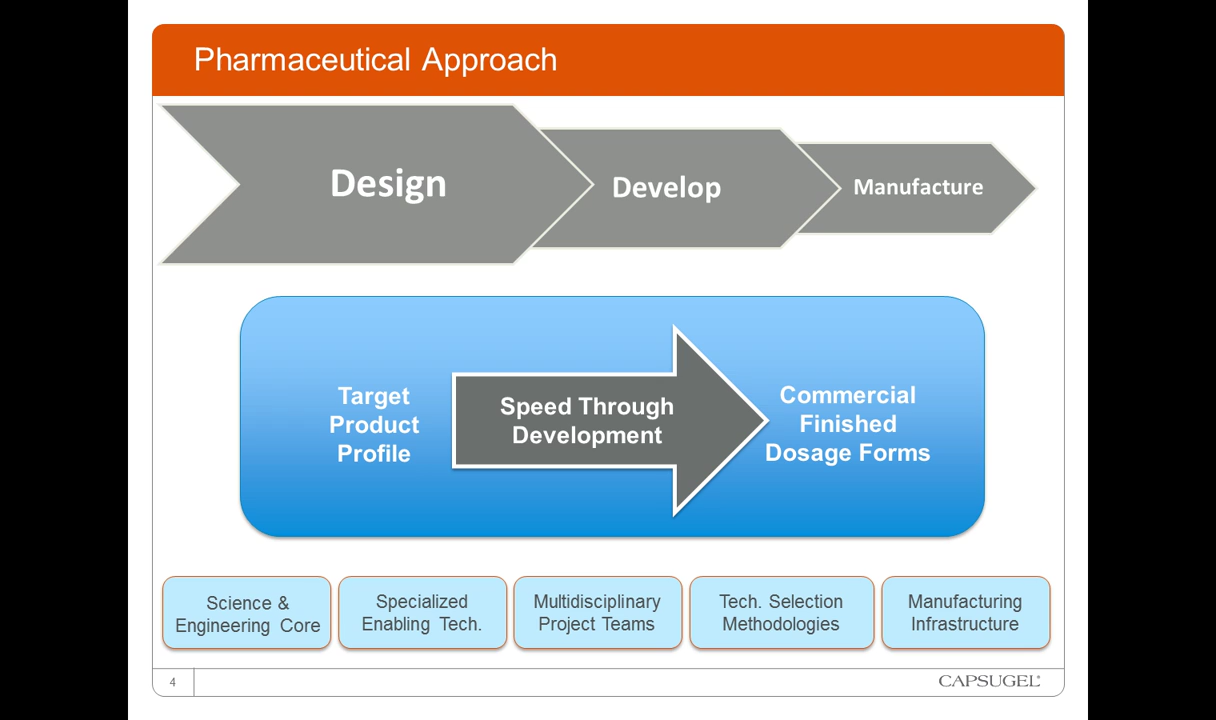 Pharmaceutical Approach
Design
Develop
Manufacture
Target
Product
Profile
Speed Through
Development
Commercial
Finished
Dosage Forms
Science &
Engineering Core
Specialized
Enabling Tech.
Multidisciplinary
Project Teams
Tech. Selection
Methodologies
Manufacturing
Infrastructure
4
CAPSUGEL